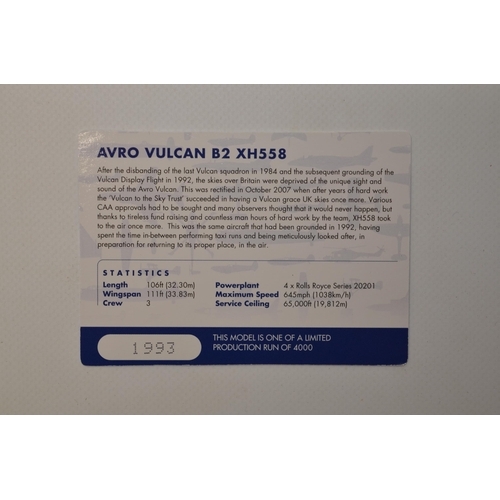 AVRO VULCAN B2 XH558
After the disbanding of the last Vulcan squadron in 1984 and the subsequent grounding of the
Vulcan Display Flight in 1992, the skies over Britain were deprived of the unique sight and
sound of the Avro Vulcan. This was rectified in October 2007 when after years of hard work
the 'Vulcan to the Sky Trust' succeeded in having a Vulcan grace UK skies once more. Various
CAA approvals had to be sought and many observers thought that it would never happen, but
thanks to tireless fund raising and countless man hours of hard work by the team, XH558 took
to the air once more. This was the same aircraft that had been grounded in 1992, having
spent the time in-between performing taxi runs and being meticulously looked after, in
preparation for returning to its proper place, in the air.
STATISTICS
Length 106ft (32.30m) Powerplant 4 x Rolls Royce Series 20201
Wingspan 111ft (33.83m) Maximum Speed 645mph (1038km/h)
Crew 3 Service Ceiling 65,000ft (19,812m)
1993
THIS MODEL IS ONE OF A LIMITED
PRODUCTION RUN OF 4000